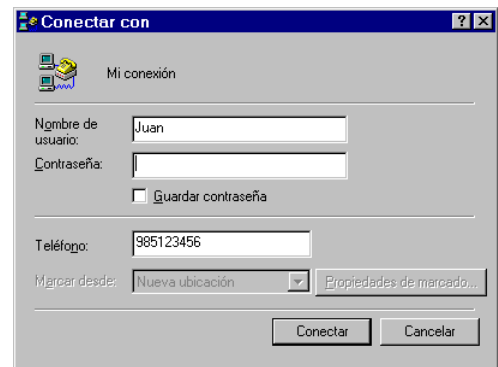 Conectar con
Mi conexión
Nombre de
usuario:
Juan
Contraseña:
Guardar contraseña
Teléfono:
985123456
Marcar desde:
Nueva ubicación
Propiedades de marcado...
Conectar
Cancelar